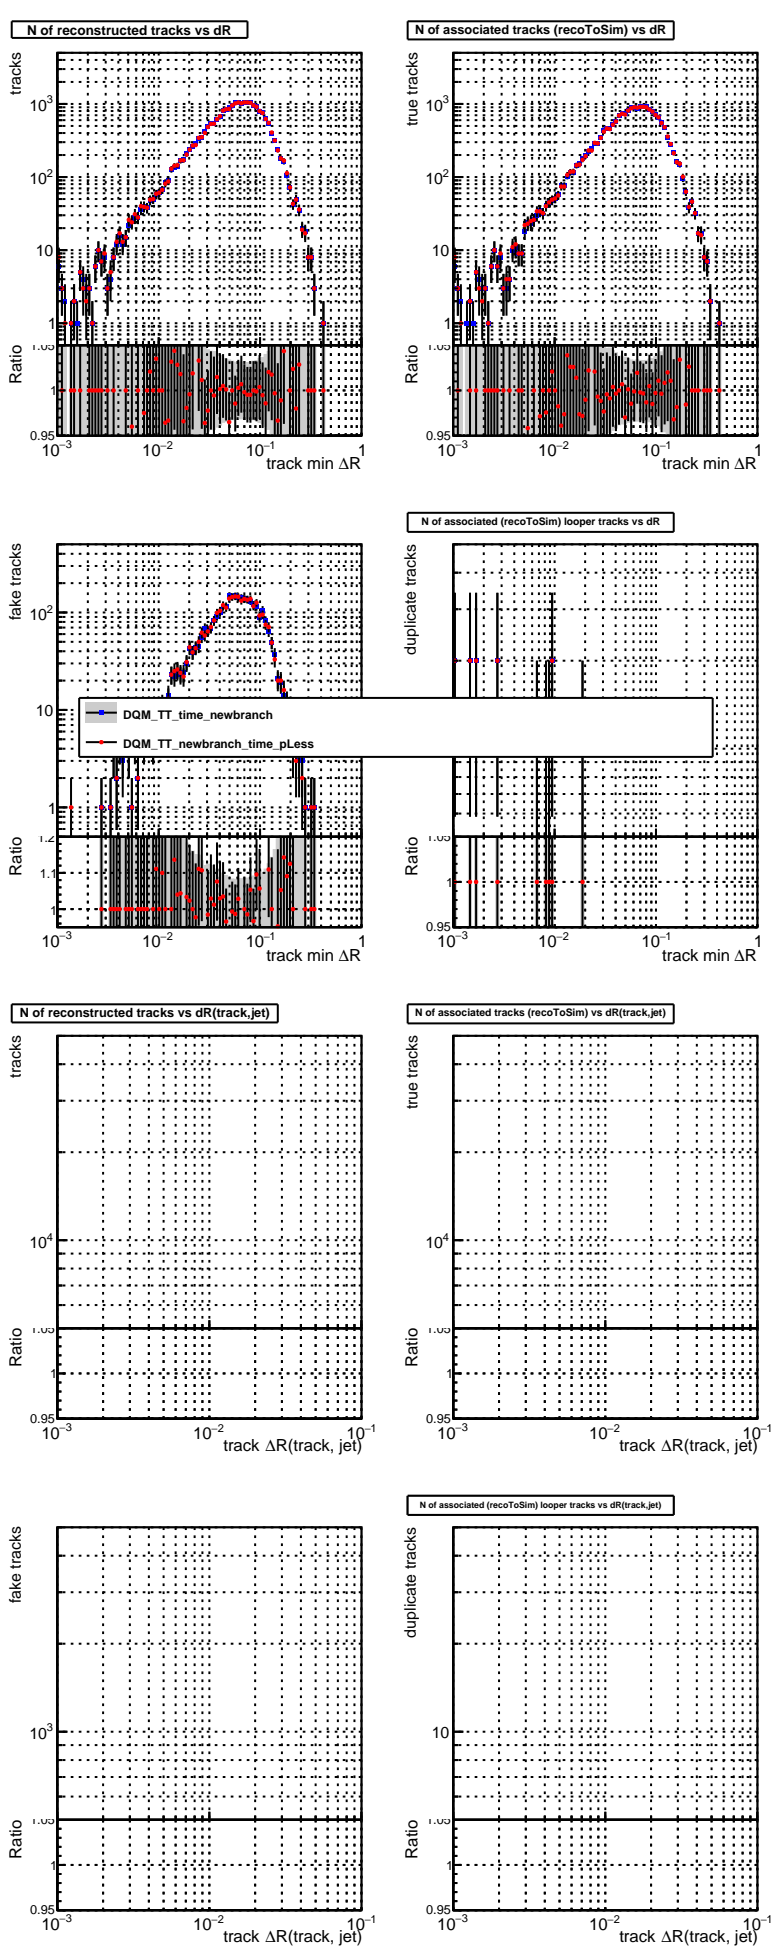 N of reconstructed tracks vs dR
tracks
10³
10²
10
1
Ratio
1.05
1
0.95
10⁻³
10⁻²
10⁻¹
1
track min ΔR
N of associated tracks (recoToSim) vs dR
true tracks
10³
10²
10
1
Ratio
1.05
1
0.95
10⁻³
10⁻²
10⁻¹
1
track min ΔR
fake tracks
10²
10
1
Ratio
1.2
1.1
1
10⁻³
10⁻²
10⁻¹
1
track min ΔR
N of associated (recoToSim) looper tracks vs dR
duplicate tracks
Ratio
1.05
1
0.95
10⁻³
10⁻²
10⁻¹
1
track min ΔR
DQM_TT_time_newbranch
DQM_TT_newbranch_time_pLess
N of reconstructed tracks vs dR(track,jet)
tracks
10⁴
Ratio
1.05
1
0.95
10⁻³
10⁻²
10⁻¹
track ΔR(track, jet)
N of associated tracks (recoToSim) vs dR(track,jet)
true tracks
10⁴
Ratio
1.05
1
0.95
10⁻³
10⁻²
10⁻¹
track ΔR(track, jet)
fake tracks
10³
Ratio
1.05
1
0.95
10⁻³
10⁻²
10⁻¹
track ΔR(track, jet)
N of associated (recoToSim) looper tracks vs dR(track,jet)
duplicate tracks
10
Ratio
1.05
1
0.95
10⁻³
10⁻²
10⁻¹
track ΔR(track, jet)